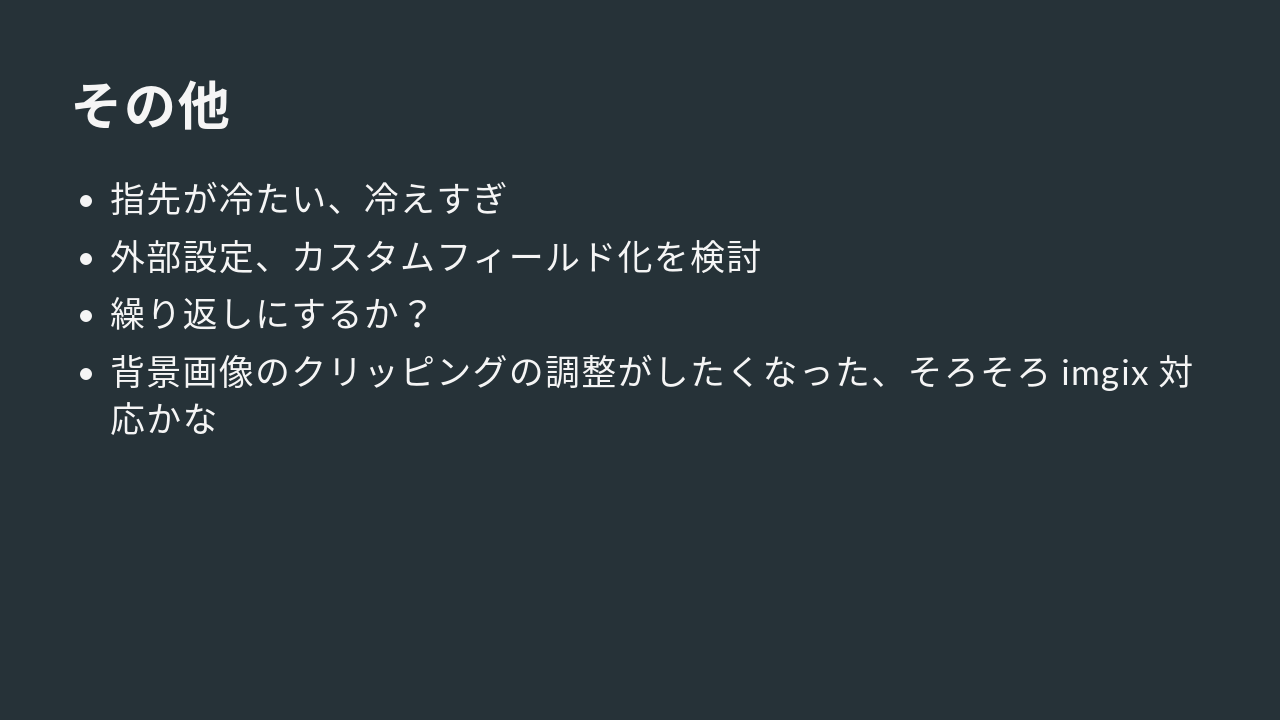 その他
• 指先が冷たい、冷えすぎ
• 外部設定、カスタムフィールド化を検討
• 繰り返しにするか？
• 背景画像のクリッピングの調整がしたくなった、そろそろ imgix 対
応かな